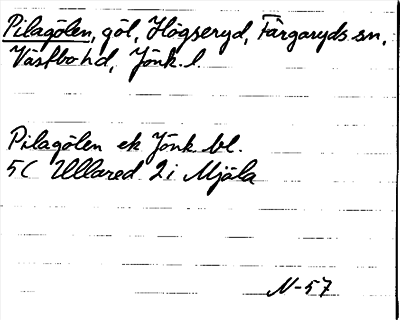 Pilagölen, göl, Högseryd, Färgaryds sn,
Västbo hd, Jönk. l.
Pilagölen ek Jönk. bl.
5C Ullared 2i Mjäla
N-57